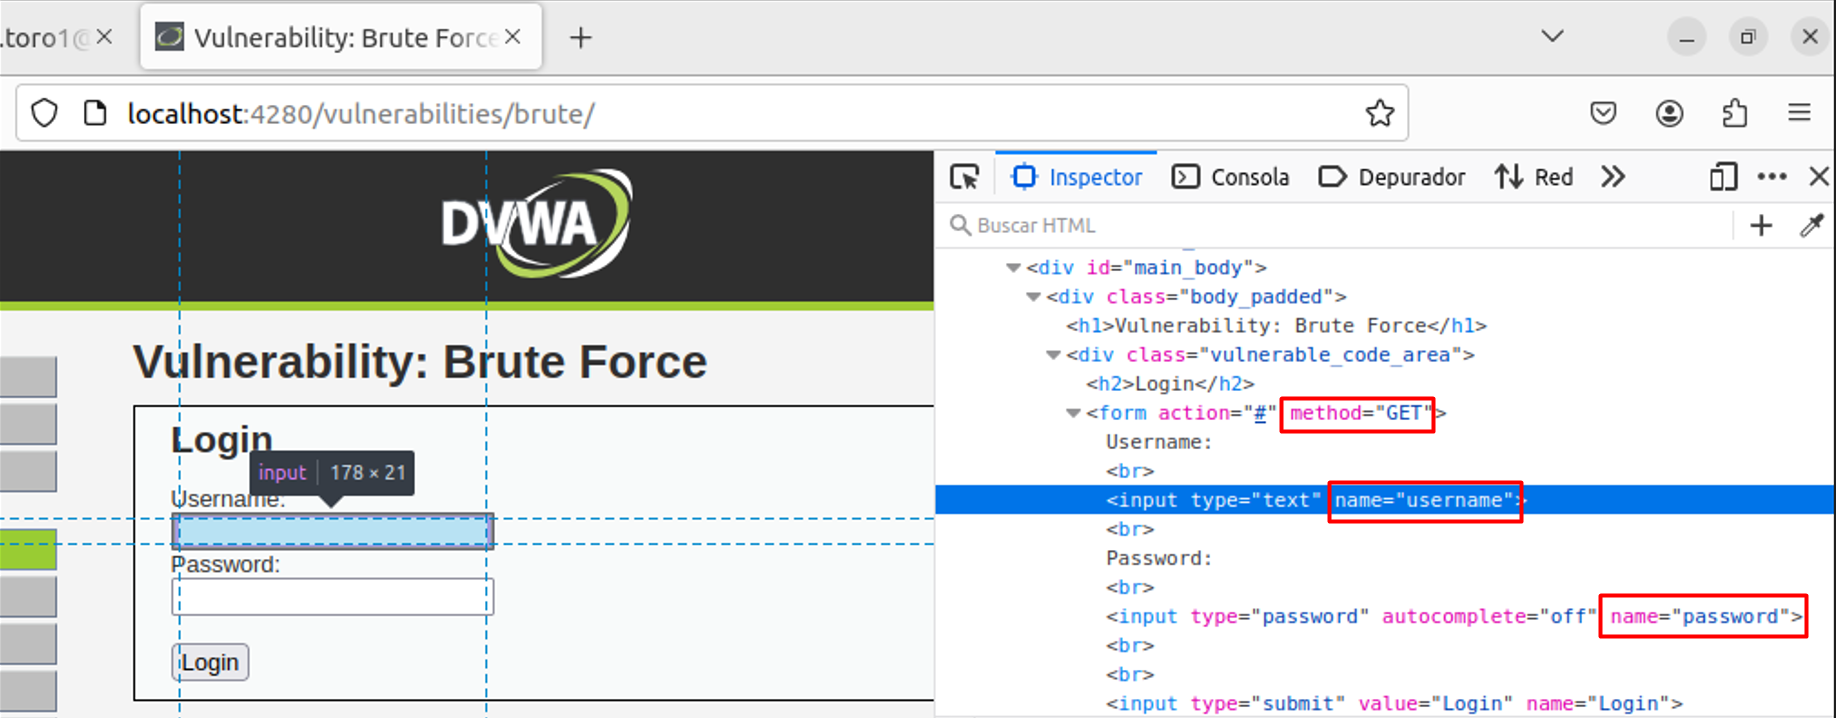 .toro1@
Vulnerability: Brute Force
localhost:4280/vulnerabilities/brute/
DVWA
Vulnerability: Brute Force
Login
input 178 × 21
Username:
Password:
Login
Inspector Consola Depurador Red
Buscar HTML
<div id="main_body">
<div class="body_padded">
<h1>Vulnerability: Brute Force</h1>
<div class="vulnerable_code_area">
<h2>Login</h2>
<form action="#" method="GET">
Username:
<br>
<input type="text" name="username">
<br>
Password:
<br>
<input type="password" autocomplete="off" name="password">
<br>
<br>
<input type="submit" value="Login" name="Login">